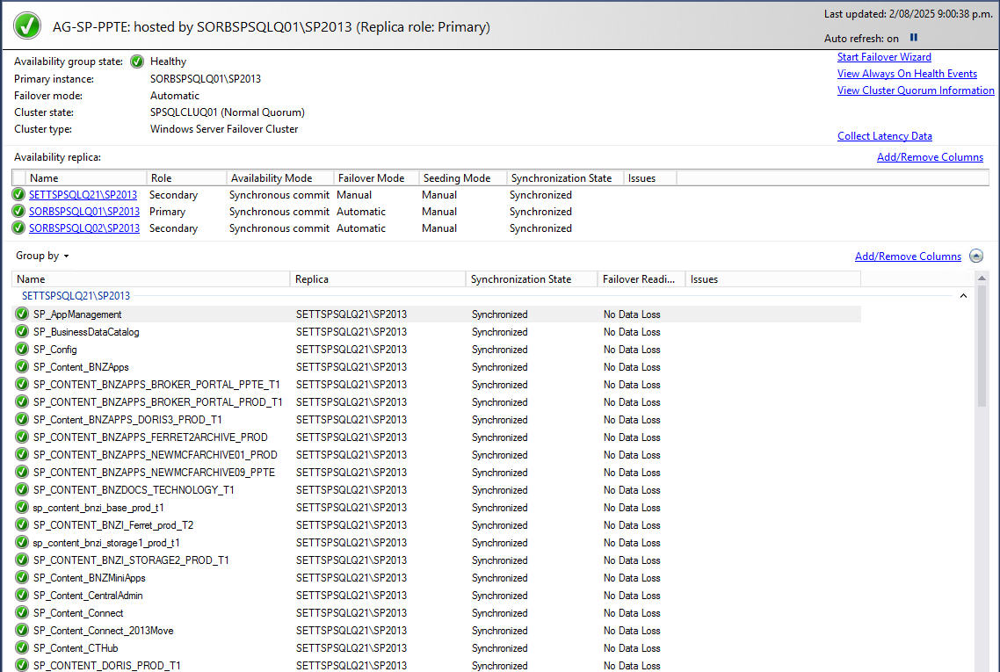 AG-SP-PPTE: hosted by SORBSPSQLQ01\SP2013 (Replica role: Primary)
Last updated: 2/08/2025 9:00:38 p.m.
Auto refresh: on
Availability group state: Healthy
Primary instance: SORBSPSQLQ01\SP2013
Failover mode: Automatic
Cluster state: SPSQLCLUQ01 (Normal Quorum)
Cluster type: Windows Server Failover Cluster
Start Failover Wizard
View Always On Health Events
View Cluster Quorum Information
Collect Latency Data
Availability replica: Add/Remove Columns
Name Role Availability Mode Failover Mode Seeding Mode Synchronization State Issues
SETTSPSQLQ21\SP2013 Secondary Synchronous commit Manual Manual Synchronized
SORBSPSQLQ01\SP2013 Primary Synchronous commit Automatic Manual Synchronized
SORBSPSQLQ02\SP2013 Secondary Synchronous commit Automatic Manual Synchronized
Group by Add/Remove Columns
Name Replica Synchronization State Failover Readi... Issues
SETTSPSQLQ21\SP2013
SP_AppManagement SETTSPSQLQ21\SP2013 Synchronized No Data Loss
SP_BusinessDataCatalog SETTSPSQLQ21\SP2013 Synchronized No Data Loss
SP_Config SETTSPSQLQ21\SP2013 Synchronized No Data Loss
SP_Content_BNZApps SETTSPSQLQ21\SP2013 Synchronized No Data Loss
SP_CONTENT_BNZAPPS_BROKER_PORTAL_PPTE_T1 SETTSPSQLQ21\SP2013 Synchronized No Data Loss
SP_CONTENT_BNZAPPS_BROKER_PORTAL_PROD_T1 SETTSPSQLQ21\SP2013 Synchronized No Data Loss
SP_Content_BNZAPPS_DORIS3_PROD_T1 SETTSPSQLQ21\SP2013 Synchronized No Data Loss
SP_CONTENT_BNZAPPS_FERRET2ARCHIVE_PROD SETTSPSQLQ21\SP2013 Synchronized No Data Loss
SP_CONTENT_BNZAPPS_NEWMCFARCHIVE01_PROD SETTSPSQLQ21\SP2013 Synchronized No Data Loss
SP_CONTENT_BNZAPPS_NEWMCFARCHIVE09_PPTE SETTSPSQLQ21\SP2013 Synchronized No Data Loss
SP_CONTENT_BNZDOCS_TECHNOLOGY_T1 SETTSPSQLQ21\SP2013 Synchronized No Data Loss
sp_content_bnzi_base_prod_t1 SETTSPSQLQ21\SP2013 Synchronized No Data Loss
SP_CONTENT_BNZI_Ferret_prod_T2 SETTSPSQLQ21\SP2013 Synchronized No Data Loss
sp_content_bnzi_storage1_prod_t1 SETTSPSQLQ21\SP2013 Synchronized No Data Loss
SP_CONTENT_BNZI_STORAGE2_PROD_T1 SETTSPSQLQ21\SP2013 Synchronized No Data Loss
SP_Content_BNZMiniApps SETTSPSQLQ21\SP2013 Synchronized No Data Loss
SP_Content_CentralAdmin SETTSPSQLQ21\SP2013 Synchronized No Data Loss
SP_Content_Connect SETTSPSQLQ21\SP2013 Synchronized No Data Loss
SP_Content_Connect_2013Move SETTSPSQLQ21\SP2013 Synchronized No Data Loss
SP_Content_CTHub SETTSPSQLQ21\SP2013 Synchronized No Data Loss
SP_CONTENT_DORIS_PROD_T1 SETTSPSQLQ21\SP2013 Synchronized No Data Loss